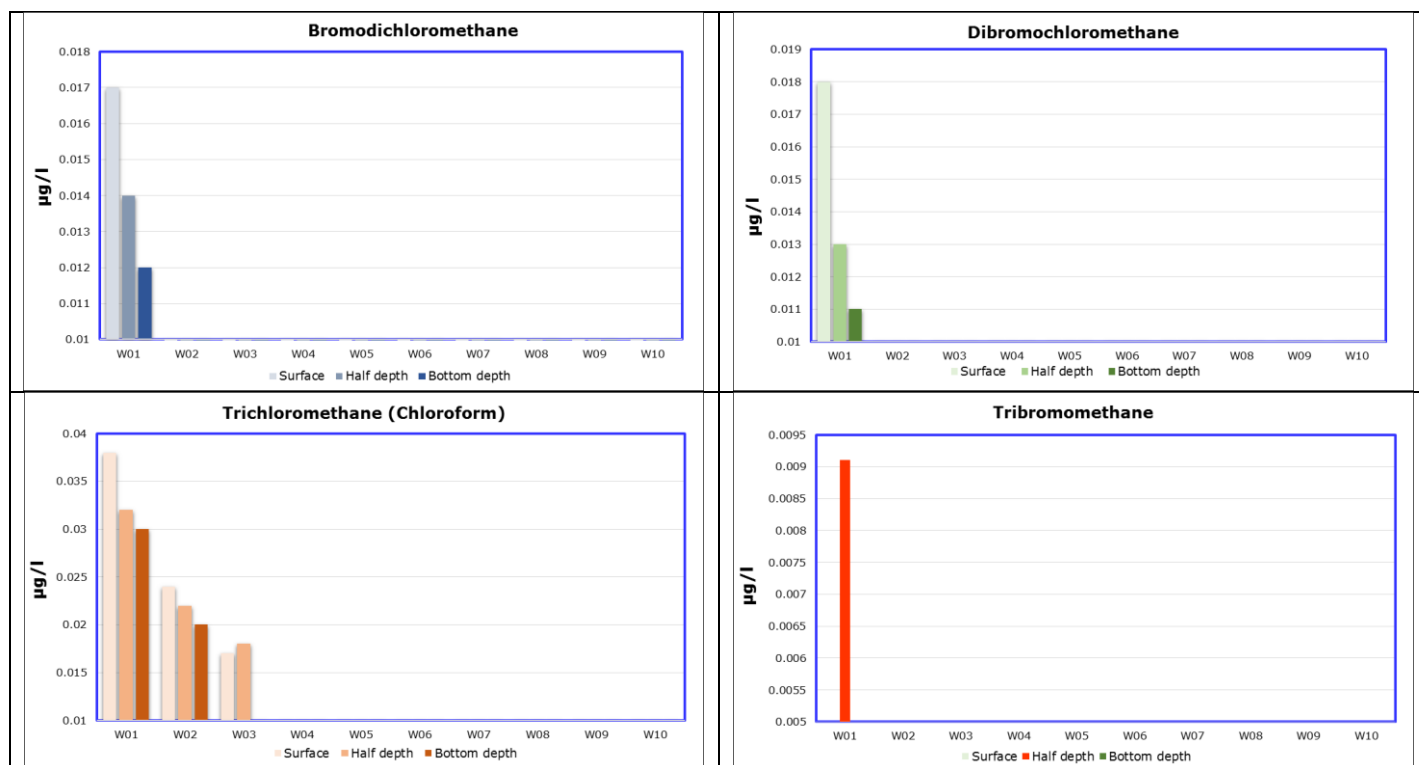 Bromodichloromethane
0.018
0.017
0.016
0.015
0.014
0.013
0.012
0.011
0.01
µg/l
W01 W02 W03 W04 W05 W06 W07 W08 W09 W10
Surface Half depth Bottom depth
Dibromochloromethane
0.019
0.018
0.017
0.016
0.015
0.014
0.013
0.012
0.011
0.01
µg/l
W01 W02 W03 W04 W05 W06 W07 W08 W09 W10
Surface Half depth Bottom depth
Trichloromethane (Chloroform)
0.04
0.035
0.03
0.025
0.02
0.015
0.01
µg/l
W01 W02 W03 W04 W05 W06 W07 W08 W09 W10
Surface Half depth Bottom depth
Tribromomethane
0.0095
0.009
0.0085
0.008
0.0075
0.007
0.0065
0.006
0.0055
0.005
µg/l
W01 W02 W03 W04 W05 W06 W07 W08 W09 W10
Surface Half depth Bottom depth